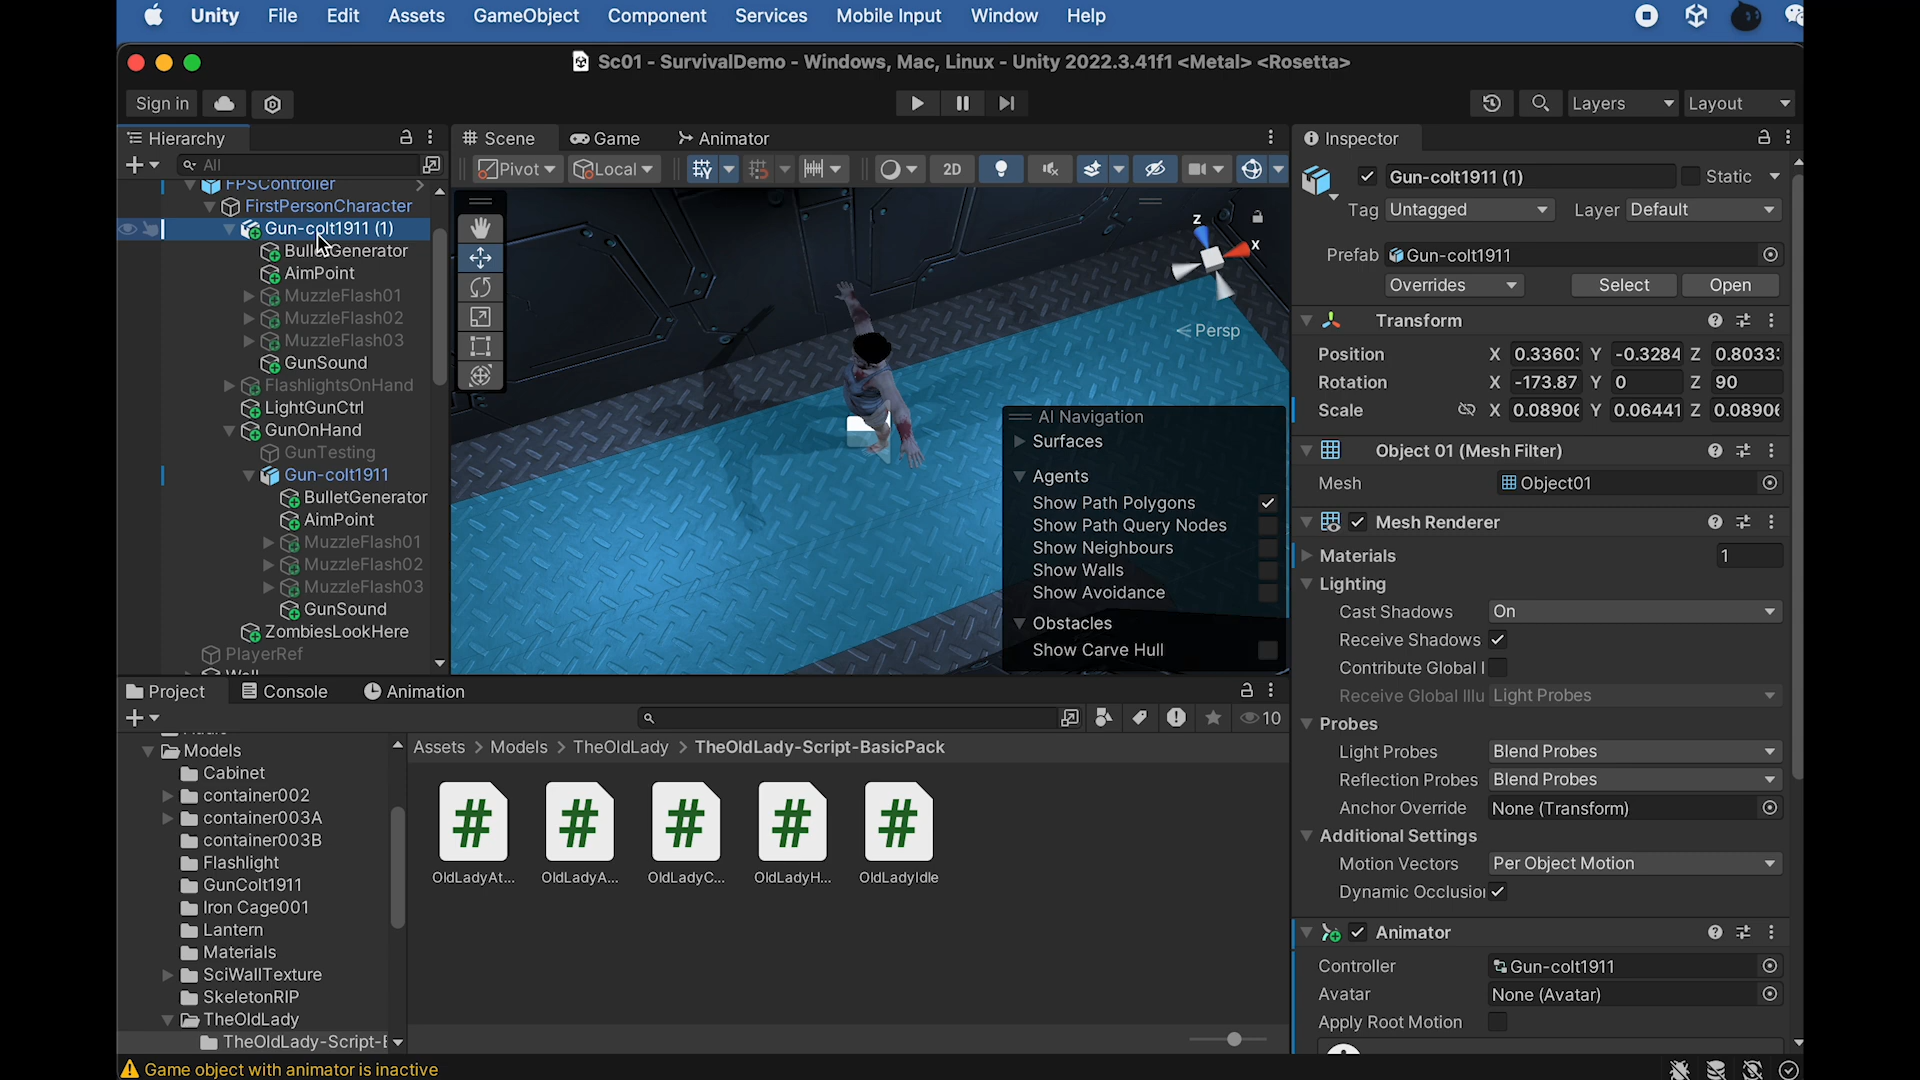 Unity File Edit Assets GameObject Component Services Mobile Input Window Help
Sc01 - SurvivalDemo - Windows, Mac, Linux - Unity 2022.3.41f1 <Metal> <Rosetta>
Sign in
Layers
Layout
Hierarchy
All
FPSController
FirstPersonCharacter
Gun-colt1911 (1)
BulletGenerator
AimPoint
MuzzleFlash01
MuzzleFlash02
MuzzleFlash03
GunSound
FlashlightsOnHand
LightGunCtrl
GunOnHand
GunTesting
Gun-colt1911
BulletGenerator
AimPoint
MuzzleFlash01
MuzzleFlash02
MuzzleFlash03
GunSound
ZombiesLookHere
PlayerRef
Scene Game Animator
Pivot Local 2D
z
x
Persp
AI Navigation
Surfaces
Agents
Show Path Polygons
Show Path Query Nodes
Show Neighbours
Show Walls
Show Avoidance
Obstacles
Show Carve Hull
Inspector
Gun-colt1911 (1) Static
Tag Untagged Layer Default
Prefab Gun-colt1911
Overrides Select Open
Transform
Position X 0.3360 Y -0.3284 Z 0.8033
Rotation X -173.87 Y 0 Z 90
Scale X 0.0890 Y 0.06441 Z 0.0890
Object 01 (Mesh Filter)
Mesh Object01
Mesh Renderer
Materials 1
Lighting
Cast Shadows On
Receive Shadows
Contribute Global I
Receive Global Illu Light Probes
Probes
Light Probes Blend Probes
Reflection Probes Blend Probes
Anchor Override None (Transform)
Additional Settings
Motion Vectors Per Object Motion
Dynamic Occlusion
Animator
Controller Gun-colt1911
Avatar None (Avatar)
Apply Root Motion
Project Console Animation
10
Models
Cabinet
container002
container003A
container003B
Flashlight
GunColt1911
Iron Cage001
Lantern
Materials
SciWallTexture
SkeletonRIP
TheOldLady
TheOldLady-Script-E
Assets > Models > TheOldLady > TheOldLady-Script-BasicPack
OldLadyAt... OldLadyA... OldLadyC... OldLadyH... OldLadyIdle
Game object with animator is inactive